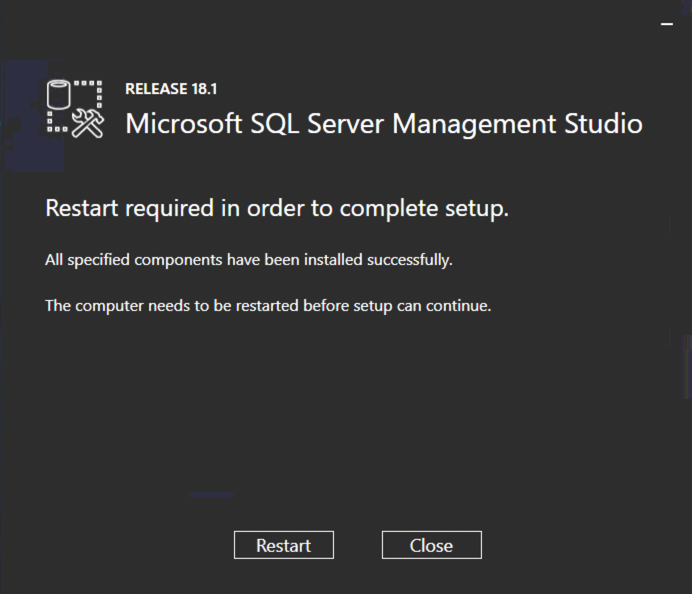 RELEASE 18.1
Microsoft SQL Server Management Studio
Restart required in order to complete setup.
All specified components have been installed successfully.
The computer needs to be restarted before setup can continue.
Restart
Close